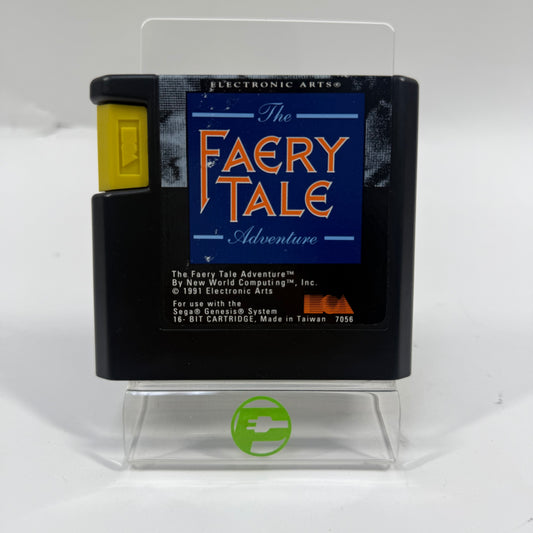 ELECTRONIC ARTS®
The
FAERY
TALE
Adventure
The Faery Tale Adventure™
By New World Computing™, Inc.
© 1991 Electronic Arts
For use with the
Sega® Genesis® System
16- BIT CARTRIDGE, Made in Taiwan 7056